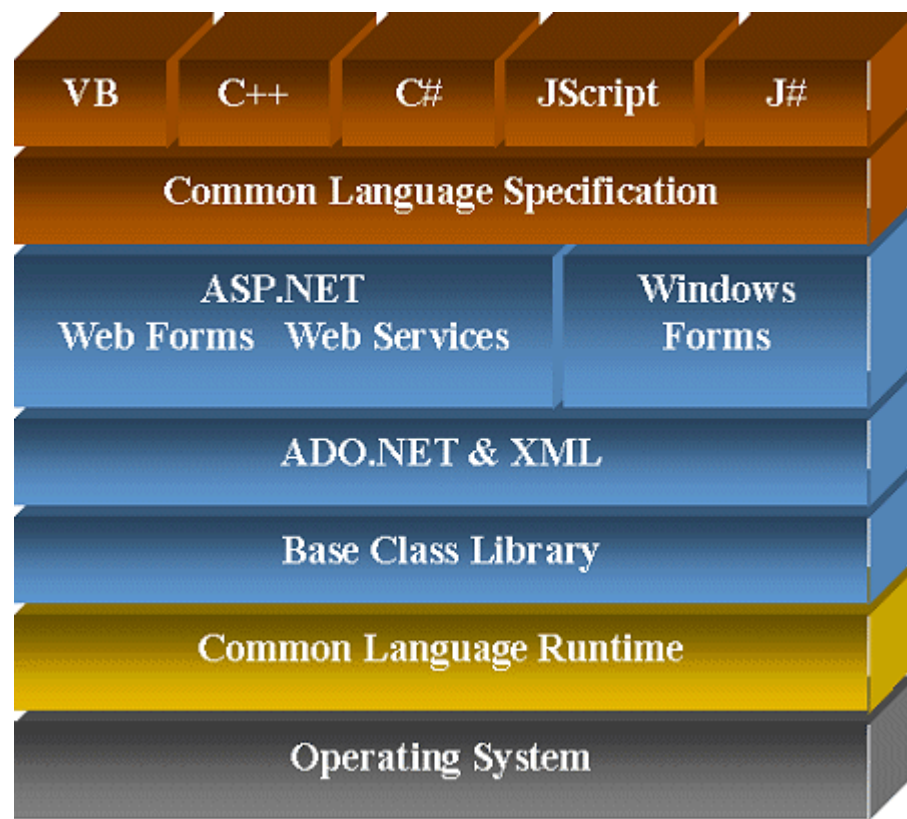 VB C++ C# JScript J#
Common Language Specification
ASP.NET Windows
Web Forms Web Services Forms
ADO.NET & XML
Base Class Library
Common Language Runtime
Operating System